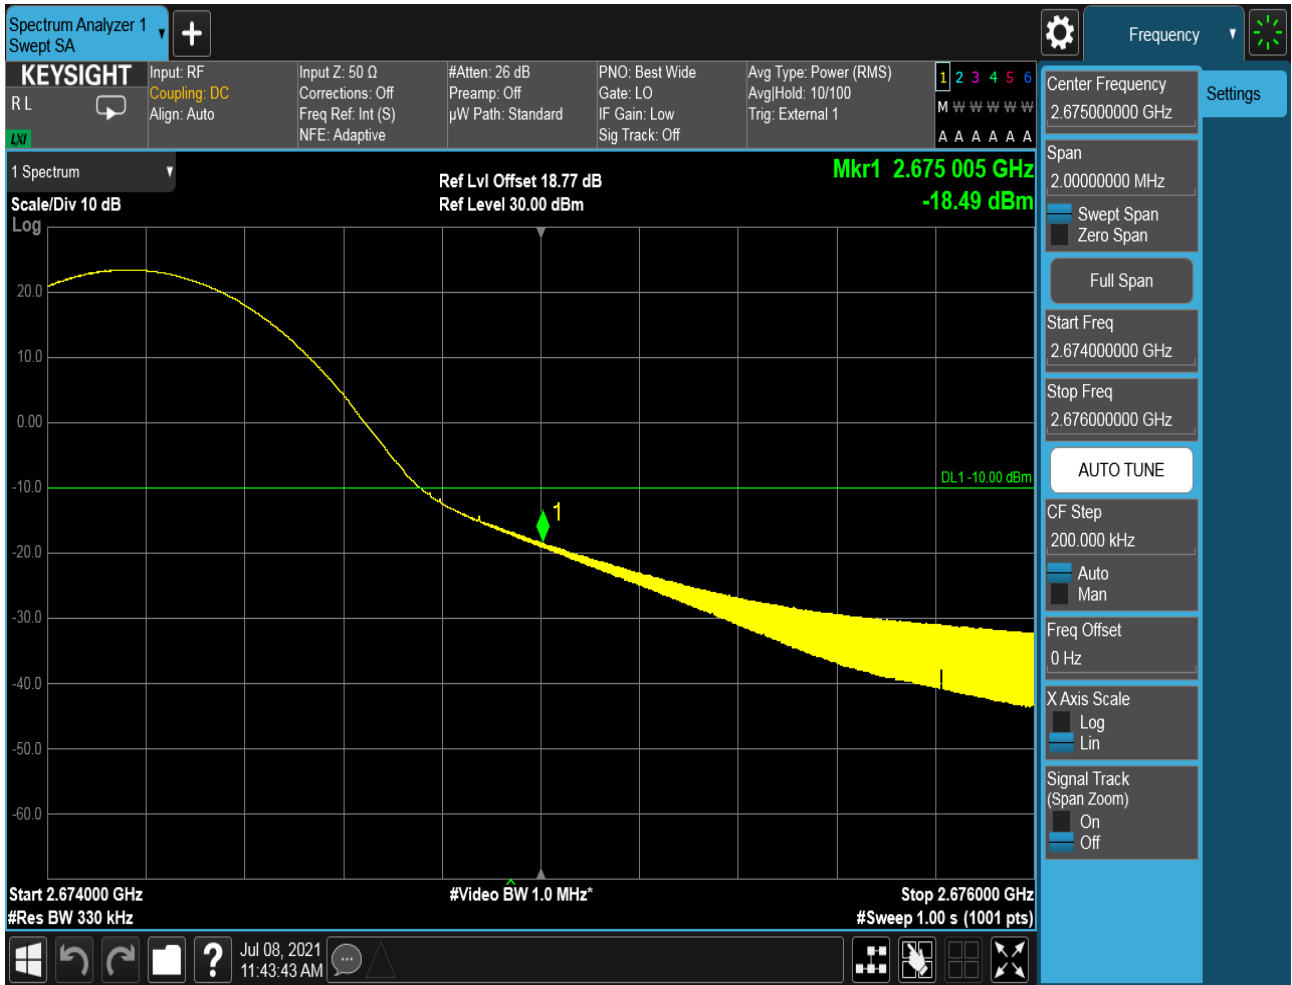 Spectrum Analyzer 1
Swept SA
Frequency
KEYSIGHT
R L
LXI
Input: RF
Coupling: DC
Align: Auto
Input Z: 50 Ω
Corrections: Off
Freq Ref: Int (S)
NFE: Adaptive
#Atten: 26 dB
Preamp: Off
µW Path: Standard
PNO: Best Wide
Gate: LO
IF Gain: Low
Sig Track: Off
Avg Type: Power (RMS)
Avg|Hold: 10/100
Trig: External 1
1 2 3 4 5 6
M W W W W W
A A A A A A
Center Frequency
2.675000000 GHz
Settings
1 Spectrum
Scale/Div 10 dB
Log
Ref Lvl Offset 18.77 dB
Ref Level 30.00 dBm
Mkr1 2.675 005 GHz
-18.49 dBm
Span
2.00000000 MHz
Swept Span
Zero Span
Full Span
Start Freq
2.674000000 GHz
Stop Freq
2.676000000 GHz
AUTO TUNE
CF Step
200.000 kHz
Auto
Man
Freq Offset
0 Hz
X Axis Scale
Log
Lin
Signal Track
(Span Zoom)
On
Off
20.0
10.0
0.00
-10.0
-20.0
-30.0
-40.0
-50.0
-60.0
DL1 -10.00 dBm
1
Start 2.674000 GHz
#Video BW 1.0 MHz*
Stop 2.676000 GHz
#Res BW 330 kHz
#Sweep 1.00 s (1001 pts)
?
Jul 08, 2021
11:43:43 AM